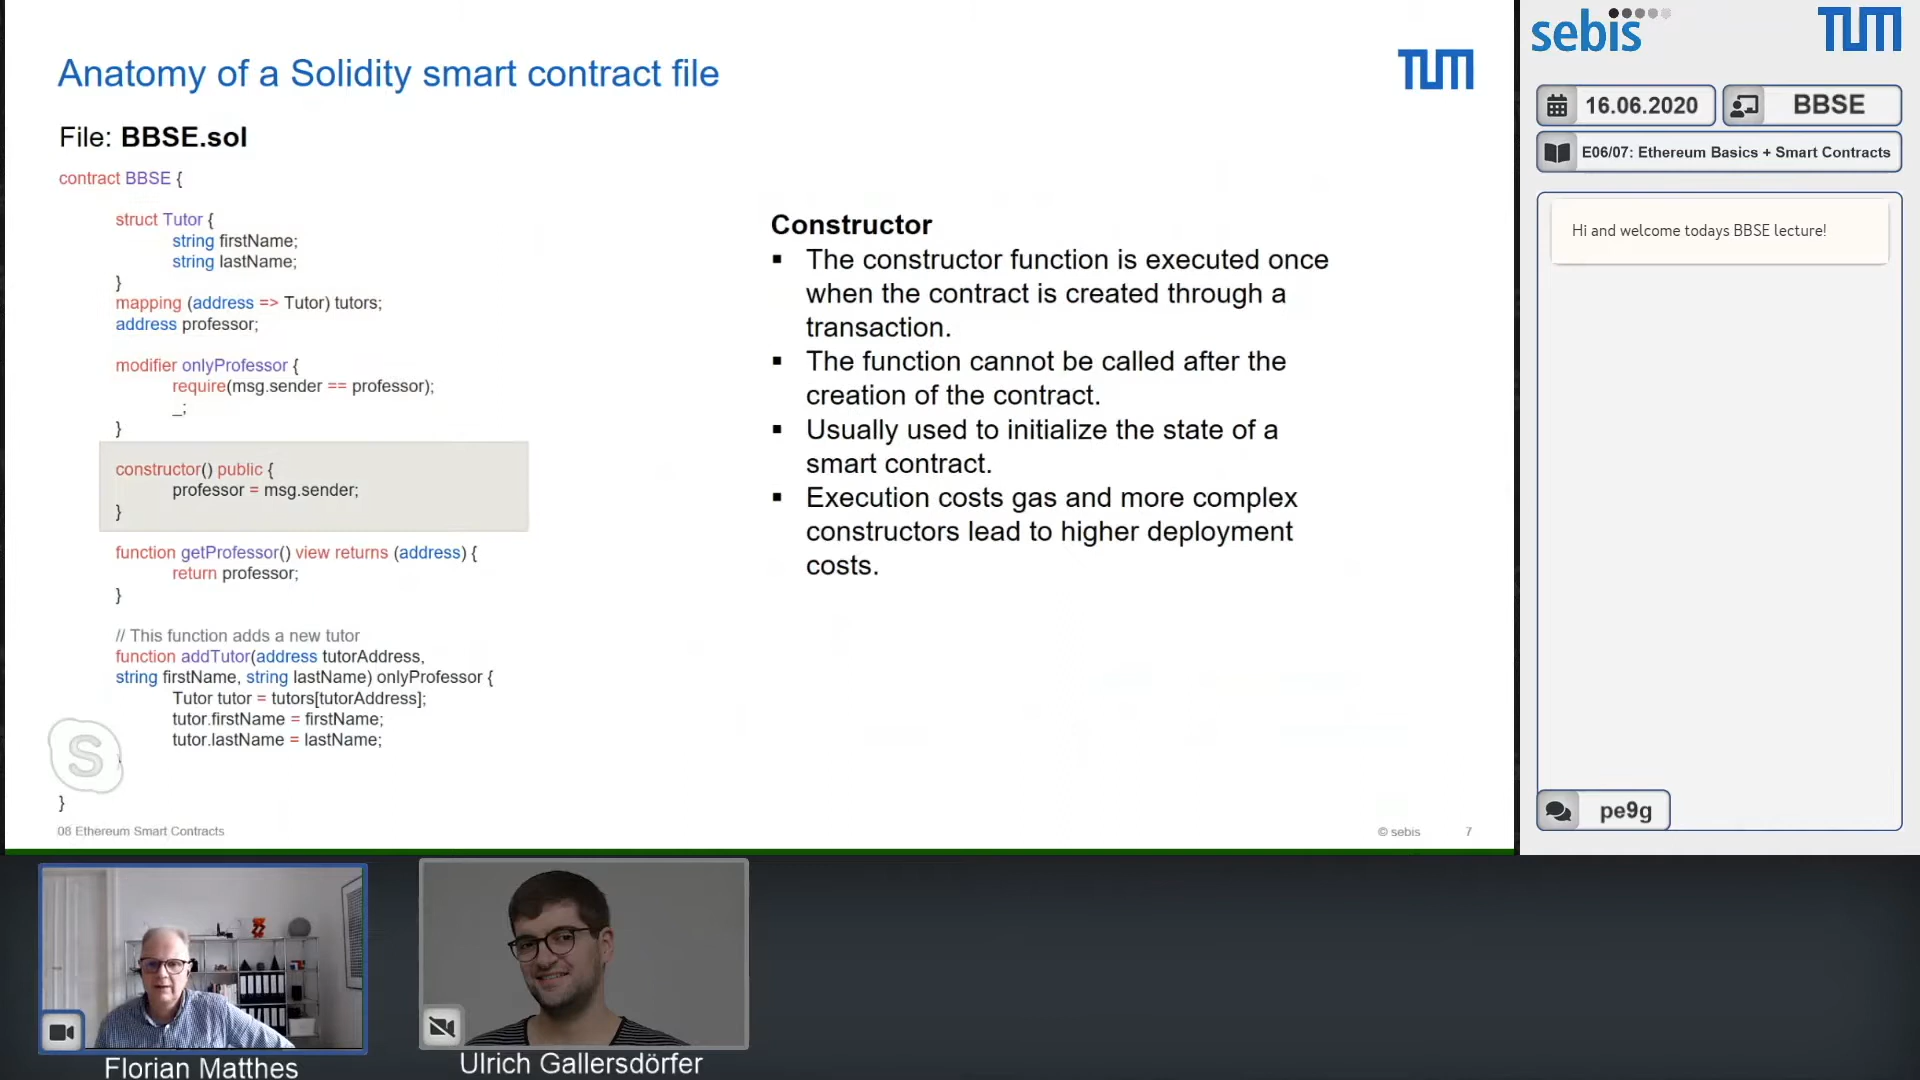 Anatomy of a Solidity smart contract file
TUM
File: BBSE.sol
contract BBSE {
struct Tutor {
string firstName;
string lastName;
}
mapping (address => Tutor) tutors;
address professor;
modifier onlyProfessor {
require(msg.sender == professor);
_;
}
constructor() public {
professor = msg.sender;
}
function getProfessor() view returns (address) {
return professor;
}
// This function adds a new tutor
function addTutor(address tutorAddress,
string firstName, string lastName) onlyProfessor {
Tutor tutor = tutors[tutorAddress];
tutor.firstName = firstName;
tutor.lastName = lastName;
}
S
Constructor
▪ The constructor function is executed once
when the contract is created through a
transaction.
▪ The function cannot be called after the
creation of the contract.
▪ Usually used to initialize the state of a
smart contract.
▪ Execution costs gas and more complex
constructors lead to higher deployment
costs.
08 Ethereum Smart Contracts
© sebis
7
sebis
TUM
16.06.2020
BBSE
E06/07: Ethereum Basics + Smart Contracts
Hi and welcome todays BBSE lecture!
pe9g
Florian Matthes
Ulrich Gallersdörfer